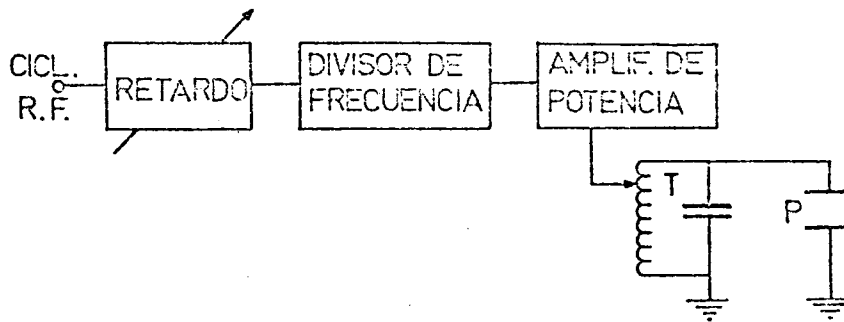 CICL.
R.F.
RETARDO
DIVISOR DE
FRECUENCIA
AMPLIF. DE
POTENCIA
T
P